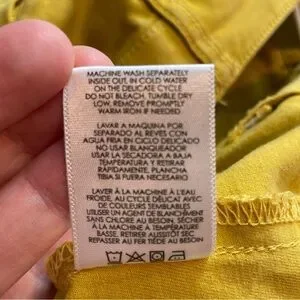 MACHINE WASH SEPARATELY
INSIDE OUT, IN COLD WATER
ON THE DELICATE CYCLE
DO NOT BLEACH, TUMBLE DRY
LOW, REMOVE PROMPTLY
WARM IRON IF NEEDED
LAVAR A MAQUINA POR
SEPARADO AL REVES CON
AGUA FRIA EN CICLO DELICADO
NO USAR BLANQUEADOR
USAR LA SECADORA A BAJA
TEMPERATURA Y RETIRAR
RÁPIDAMENTE, PLANCHA
TIBIA SI FUERA NECESARIO
LAVER À LA MACHINE À L'EAU
FROIDE, AU CYCLE DÉLICAT AVEC
DE COULEURS SEMBLABLES
UTILISER UN AGENT DE BLANCHIMENT
SANS CHLORE AU BESOIN, SÉCHER
À LA MACHINE À TEMPÉRATURE
BASSE. RETIRER AUSSITÔT SEC
REPASSER AU FER TIÈDE AU BESOIN